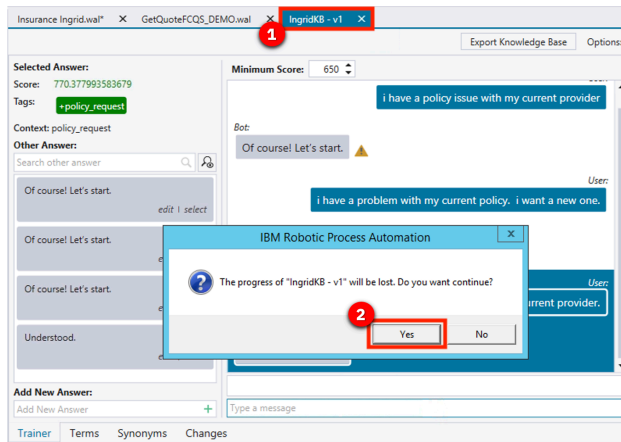 Insurance Ingrid.wal* X GetQuoteFCQS_DEMO.wal X IngridKB - v1 X
1
Export Knowledge Base Options:
Selected Answer:
Score: 770.377993583679
Tags: +policy_request
Context: policy_request
Other Answer:
Search other answer
Of course! Let's start.
edit | select
Of course! Let's start.
Of course! Let's start.
Understood.
Add New Answer:
Add New Answer +
Trainer Terms Synonyms Changes
Minimum Score: 650
i have a policy issue with my current provider
Bot:
Of course! Let's start.
User:
i have a problem with my current policy. i want a new one.
User:
rrent provider.
Type a message
IBM Robotic Process Automation X
The progress of "IngridKB - v1" will be lost. Do you want continue?
2
Yes No